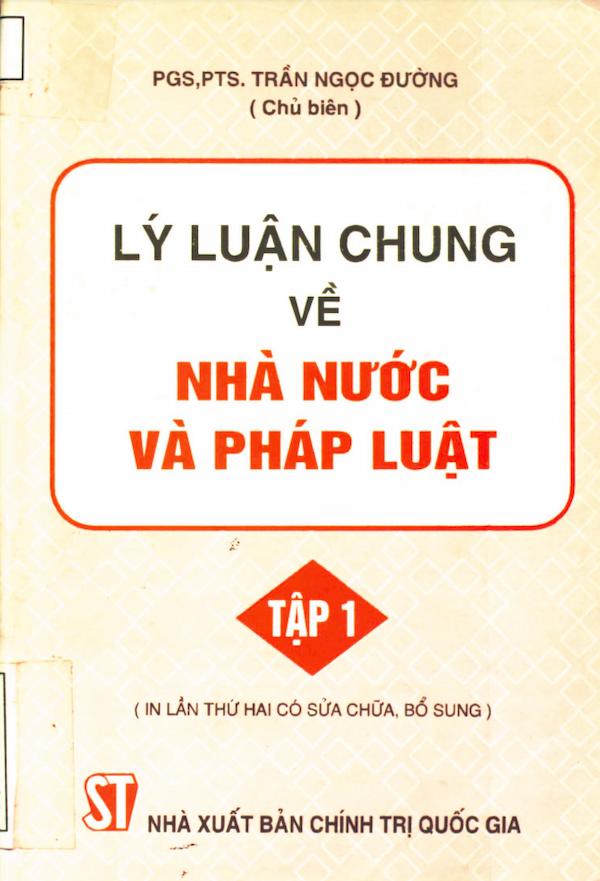 PGS,PTS. TRẦN NGỌC ĐƯỜNG
( Chủ biên )
LÝ LUẬN CHUNG
VỀ
NHÀ NƯỚC
VÀ PHÁP LUẬT
TẬP 1
( IN LẦN THỨ HAI CÓ SỬA CHỮA, BỔ SUNG )
ST
NHÀ XUẤT BẢN CHÍNH TRỊ QUỐC GIA